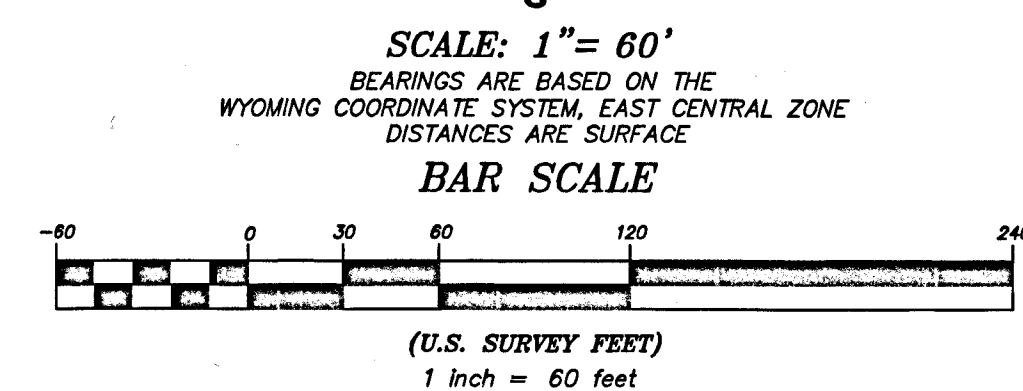 SCALE: 1"= 60'
BEARINGS ARE BASED ON THE
WYOMING COORDINATE SYSTEM, EAST CENTRAL ZONE
DISTANCES ARE SURFACE
BAR SCALE
-60 0 30 60 120 240
(U.S. SURVEY FEET)
1 inch = 60 feet